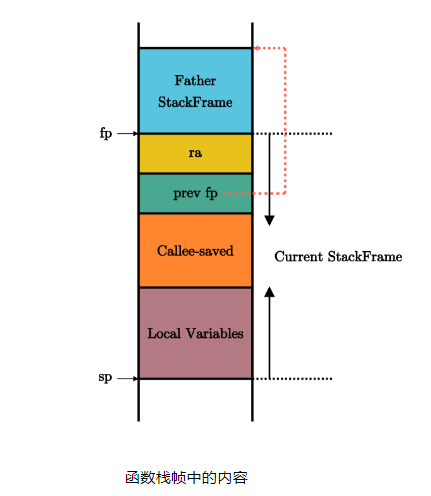 Father
StackFrame
fp
ra
prev fp
Callee-saved
Current StackFrame
Local Variables
sp
函数栈帧中的内容